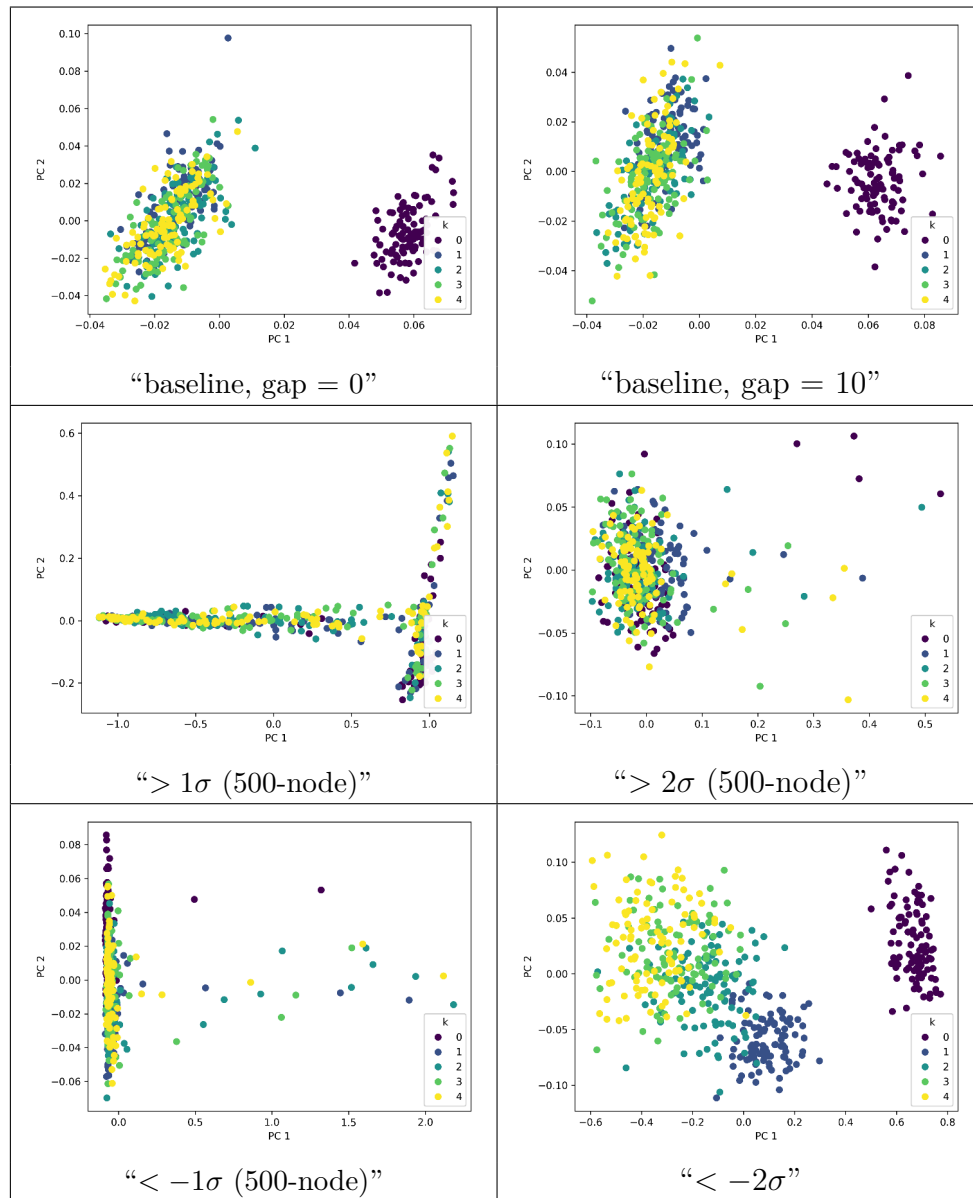 0.10
0.08
0.06
0.04
0.02
0.00
−0.02
−0.04
−0.04 −0.02 0.00 0.02 0.04 0.06
PC 1
PC 2
k
0
1
2
3
4
“baseline, gap = 0”
0.04
0.02
0.00
−0.02
−0.04
−0.04 −0.02 0.00 0.02 0.04 0.06 0.08
PC 1
PC 2
k
0
1
2
3
4
“baseline, gap = 10”
0.6
0.4
0.2
0.0
−0.2
−1.0 −0.5 0.0 0.5 1.0
PC 1
PC 2
k
0
1
2
3
4
“> 1σ (500-node)”
0.10
0.05
0.00
−0.05
−0.10
−0.1 0.0 0.1 0.2 0.3 0.4 0.5
PC 1
PC 2
k
0
1
2
3
4
“> 2σ (500-node)”
0.08
0.06
0.04
0.02
0.00
−0.02
−0.04
−0.06
0.0 0.5 1.0 1.5 2.0
PC 1
PC 2
k
0
1
2
3
4
“< −1σ (500-node)”
0.10
0.05
0.00
−0.05
−0.10
−0.6 −0.4 −0.2 0.0 0.2 0.4 0.6 0.8
PC 1
PC 2
k
0
1
2
3
4
“< −2σ”